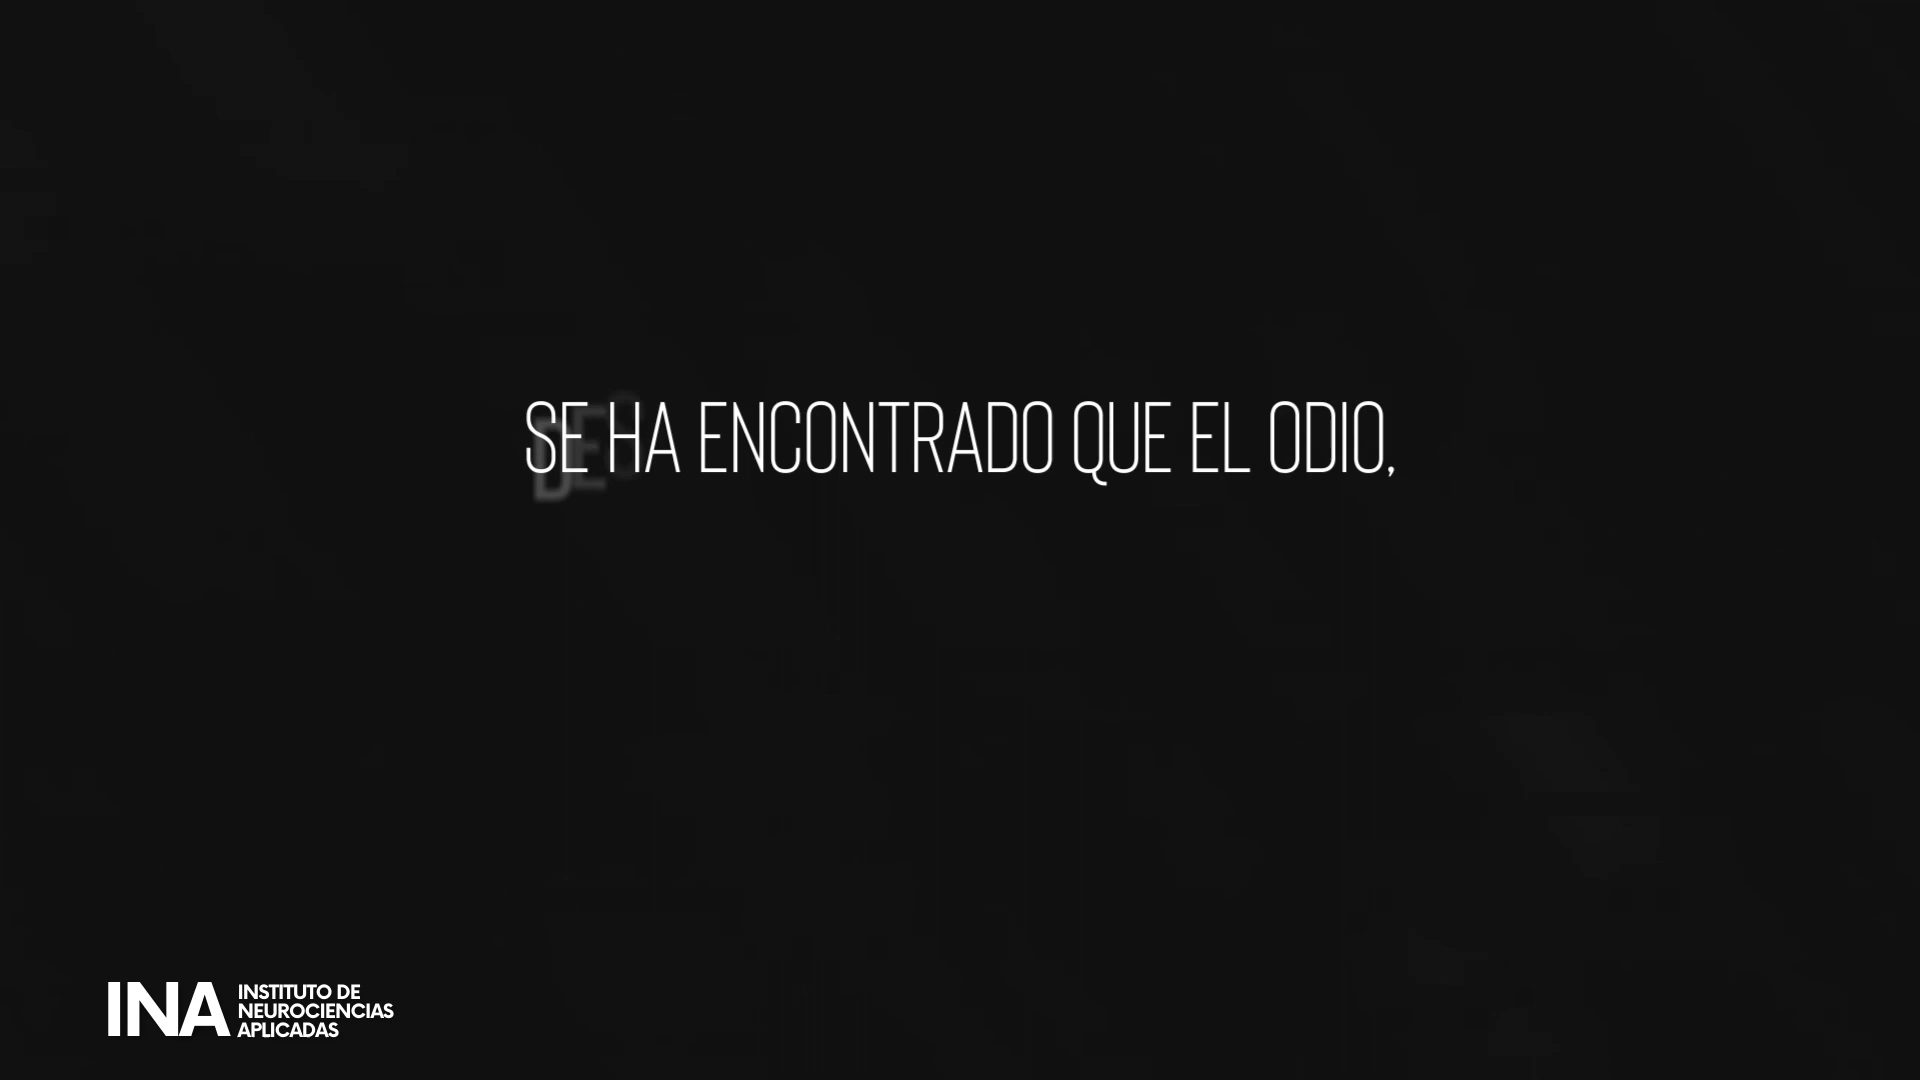 SE HA ENCONTRADO QUE EL ODIO,
INA
INSTITUTO DE
NEUROCIENCIAS
APLICADAS